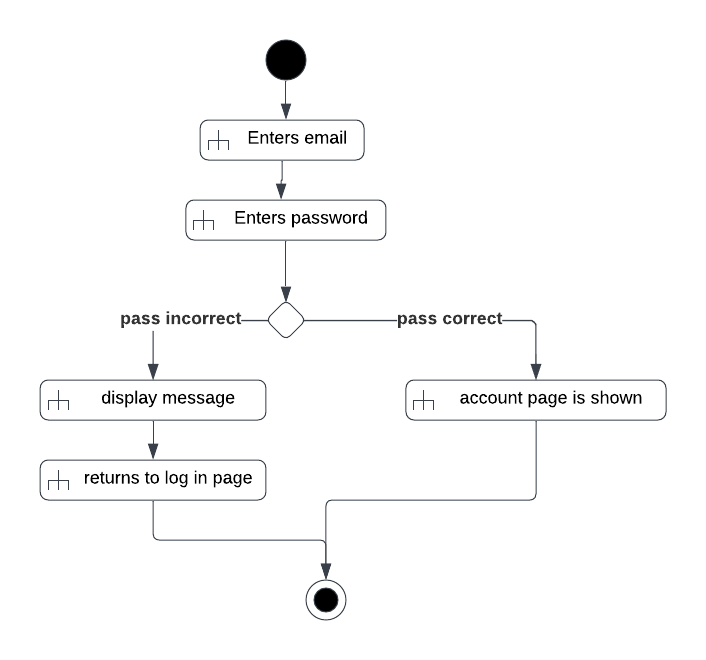 Enters email
Enters password
pass incorrect
pass correct
display message
account page is shown
returns to log in page